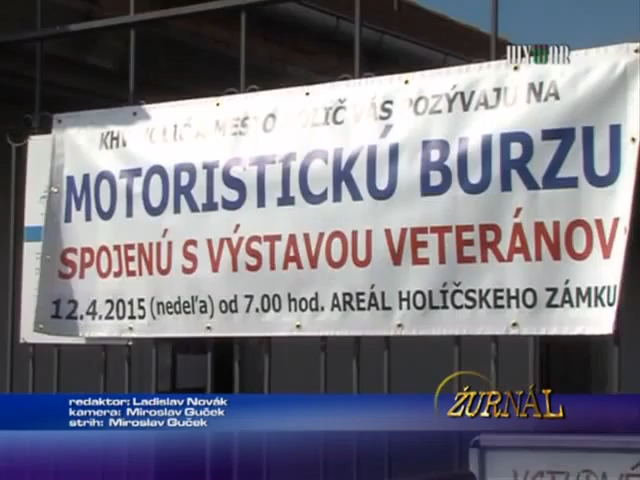 HOLÍČ VÁS POZÝVAJÚ NA
MOTORISTICKÚ BURZU
SPOJENÚ S VÝSTAVOU VETERÁNOV
12.4.2015 (nedeľa) od 7.00 hod. AREÁL HOLÍČSKEHO ZÁMKU
redaktor: Ladislav Novák
kamera: Miroslav Guček
strih: Miroslav Guček
ŽURNÁL